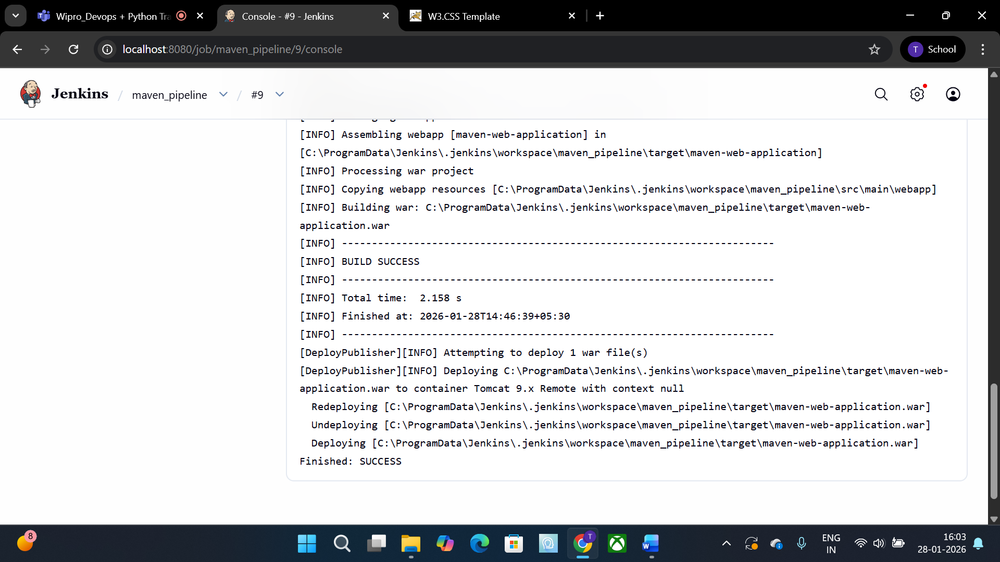 Wipro_Devops + Python Tra
Console - #9 - Jenkins
W3.CSS Template
localhost:8080/job/maven_pipeline/9/console
T
School
Jenkins / maven_pipeline / #9
[INFO] Assembling webapp [maven-web-application] in
[C:\ProgramData\Jenkins\.jenkins\workspace\maven_pipeline\target\maven-web-application]
[INFO] Processing war project
[INFO] Copying webapp resources [C:\ProgramData\Jenkins\.jenkins\workspace\maven_pipeline\src\main\webapp]
[INFO] Building war: C:\ProgramData\Jenkins\.jenkins\workspace\maven_pipeline\target\maven-web-
application.war
[INFO] ------------------------------------------------------------------------
[INFO] BUILD SUCCESS
[INFO] ------------------------------------------------------------------------
[INFO] Total time:  2.158 s
[INFO] Finished at: 2026-01-28T14:46:39+05:30
[INFO] ------------------------------------------------------------------------
[DeployPublisher][INFO] Attempting to deploy 1 war file(s)
[DeployPublisher][INFO] Deploying C:\ProgramData\Jenkins\.jenkins\workspace\maven_pipeline\target\maven-web-
application.war to container Tomcat 9.x Remote with context null
Redeploying [C:\ProgramData\Jenkins\.jenkins\workspace\maven_pipeline\target\maven-web-application.war]
Undeploying [C:\ProgramData\Jenkins\.jenkins\workspace\maven_pipeline\target\maven-web-application.war]
Deploying [C:\ProgramData\Jenkins\.jenkins\workspace\maven_pipeline\target\maven-web-application.war]
Finished: SUCCESS
8
T
W
ENG
IN
16:03
28-01-2026